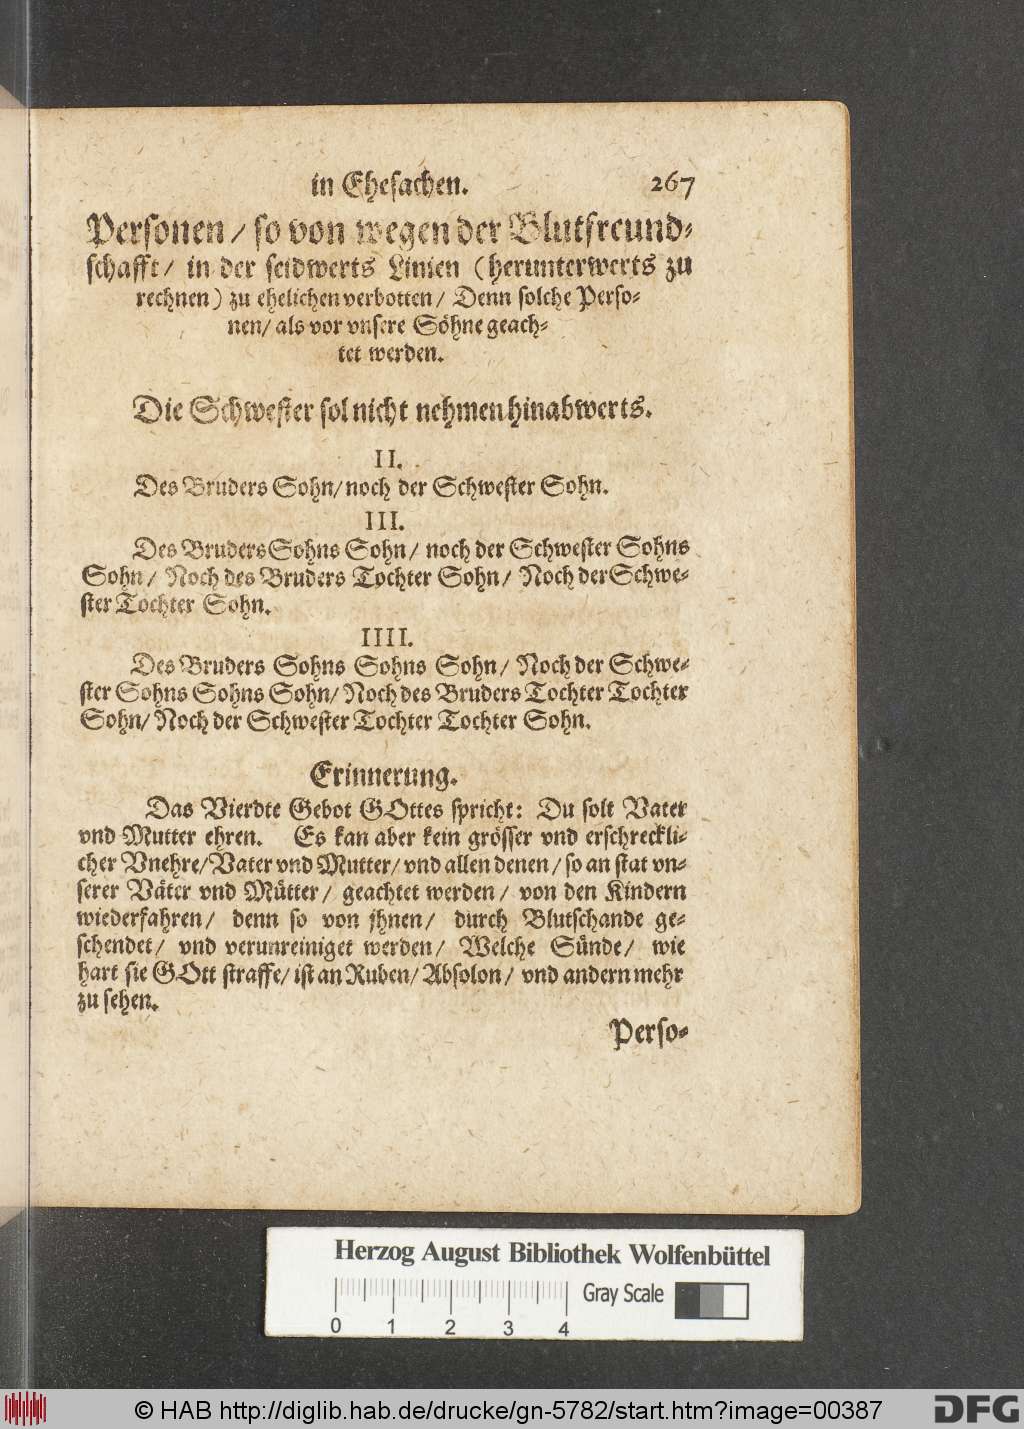 in Ehesachen. 267
Personen / so von wegen der Blutfreund⸗
schafft / in der seidwerts Linien (herunterwerts zu
rechnen) zu ehelichen verbotten / Denn solche Perso⸗
nen / als vor vnsere Söhne geach⸗
tet werden.
Die Schwester sol nicht nehmen hinabwerts.
II.
Des Bruders Sohn / noch der Schwester Sohn.
III.
Des Bruders Sohns Sohn / noch der Schwester Sohns
Sohn / Noch des Bruders Tochter Sohn / Noch der Schwe⸗
ster Tochter Sohn.
IIII.
Des Bruders Sohns Sohns Sohn / Noch der Schwe⸗
ster Sohns Sohns Sohn / Noch des Bruders Tochter Tochter
Sohn / Noch der Schwester Tochter Tochter Sohn.
Erinnerung.
Das Vierdte Gebot GOttes spricht: Du solt Vater
vnd Mutter ehren. Es kan aber kein grösser vnd erschreckli⸗
cher Vnehre / Vater vnd Mutter / vnd allen denen / so an stat vn⸗
serer Väter vnd Mütter / geachtet werden / von den Kindern
wiederfahren / denn so von jhnen / durch Blutschande ge⸗
schendet / vnd verunreiniget werden / Welche Sünde / wie
hart sie GOtt straffe / ist an Ruben / Absolon / vnd andern mehr
zu sehen.
Perso⸗
Herzog August Bibliothek Wolfenbüttel
Gray Scale
0 1 2 3 4
© HAB http://diglib.hab.de/drucke/gn-5782/start.htm?image=00387
DFG